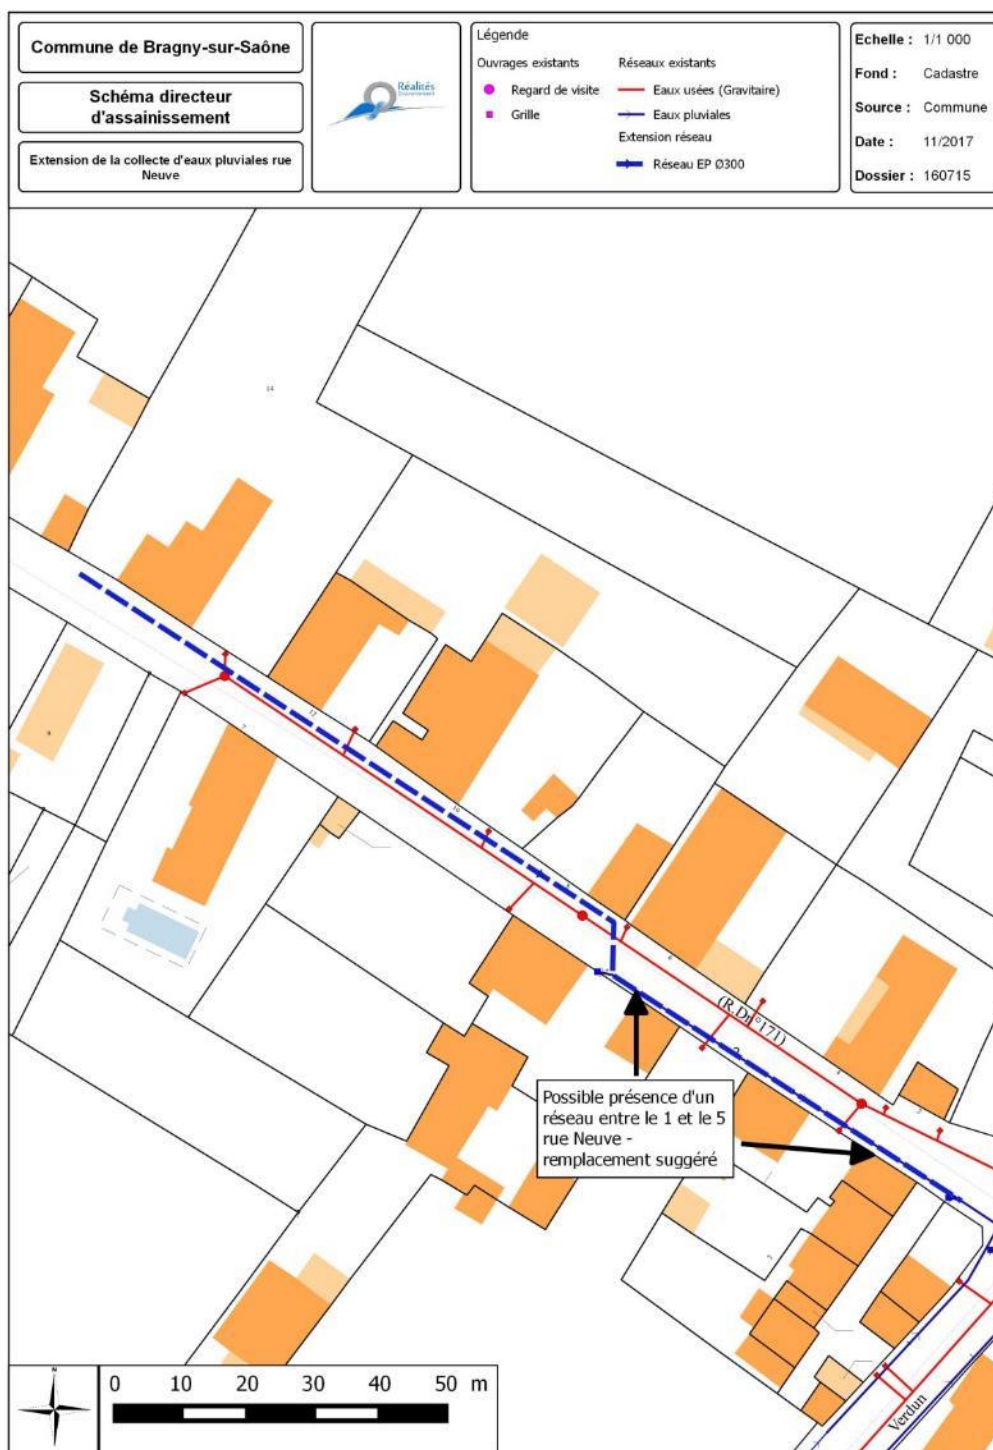 Commune de Bragny-sur-Saône
Schéma directeur
d'assainissement
Extension de la collecte d'eaux pluviales rue
Neuve
Réalités
Environnement
Légende
Ouvrages existants
Regard de visite
Grille
Réseaux existants
Eaux usées (Gravitaire)
Eaux pluviales
Extension réseau
Réseau EP Ø300
Echelle : 1/1 000
Fond : Cadastre
Source : Commune
Date : 11/2017
Dossier : 160715
14
12
10
(R.D n°171)
Possible présence d'un
réseau entre le 1 et le 5
rue Neuve -
remplacement suggéré
Verdun
N
0 10 20 30 40 50 m